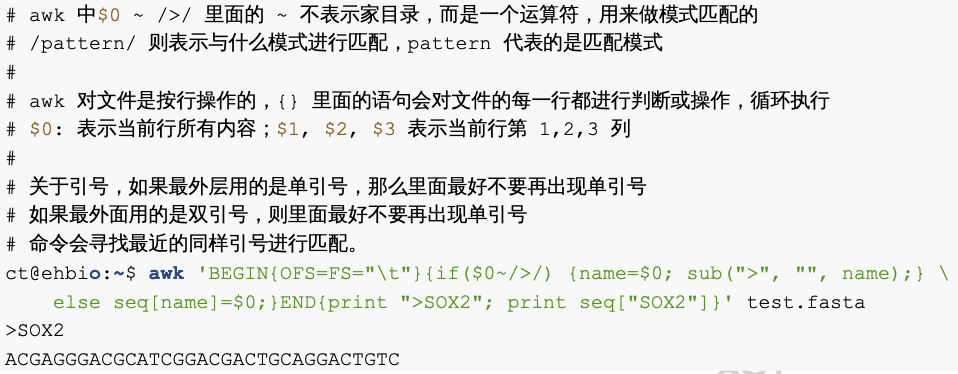 # awk 中$0 ~ />/ 里面的 ~ 不表示家目录，而是一个运算符，用来做模式匹配的
# /pattern/ 则表示与什么模式进行匹配，pattern 代表的是匹配模式
#
# awk 对文件是按行操作的，{} 里面的语句会对文件的每一行都进行判断或操作，循环执行
# $0: 表示当前行所有内容；$1, $2, $3 表示当前行第 1,2,3 列
#
# 关于引号，如果最外层用的是单引号，那么里面最好不要再出现单引号
# 如果最外面用的是双引号，则里面最好不要再出现单引号
# 命令会寻找最近的同样引号进行匹配。
ct@ehbio:~$ awk 'BEGIN{OFS=FS="\t"}{if($0~/>/) {name=$0; sub(">", "", name);} \
    else seq[name]=$0;}END{print ">SOX2"; print seq["SOX2"]}' test.fasta
>SOX2
ACGAGGGACGCATCGGACGACTGCAGGACTGTC